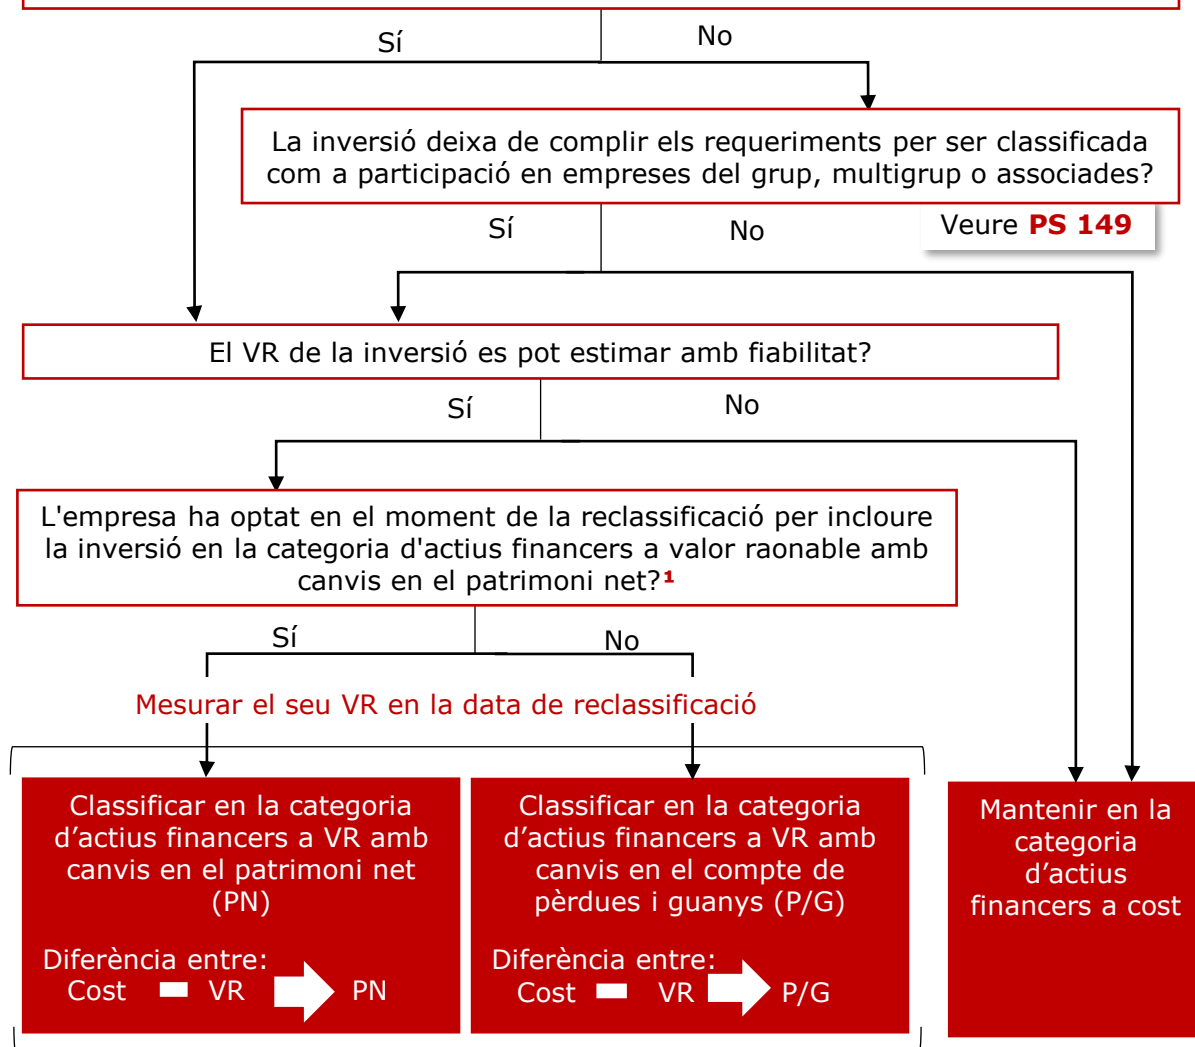 Sí
No
La inversió deixa de complir els requeriments per ser classificada
com a participació en empreses del grup, multigrup o associades?
Sí
No
Veure PS 149
El VR de la inversió es pot estimar amb fiabilitat?
Sí
No
L'empresa ha optat en el moment de la reclassificació per incloure
la inversió en la categoria d'actius financers a valor raonable amb
canvis en el patrimoni net?¹
Sí
No
Mesurar el seu VR en la data de reclassificació
Classificar en la categoria
d’actius financers a VR amb
canvis en el patrimoni net
(PN)
Diferència entre:
Cost VR PN
Classificar en la categoria
d’actius financers a VR amb
canvis en el compte de
pèrdues i guanys (P/G)
Diferència entre:
Cost VR P/G
Mantenir en la
categoria
d’actius
financers a cost